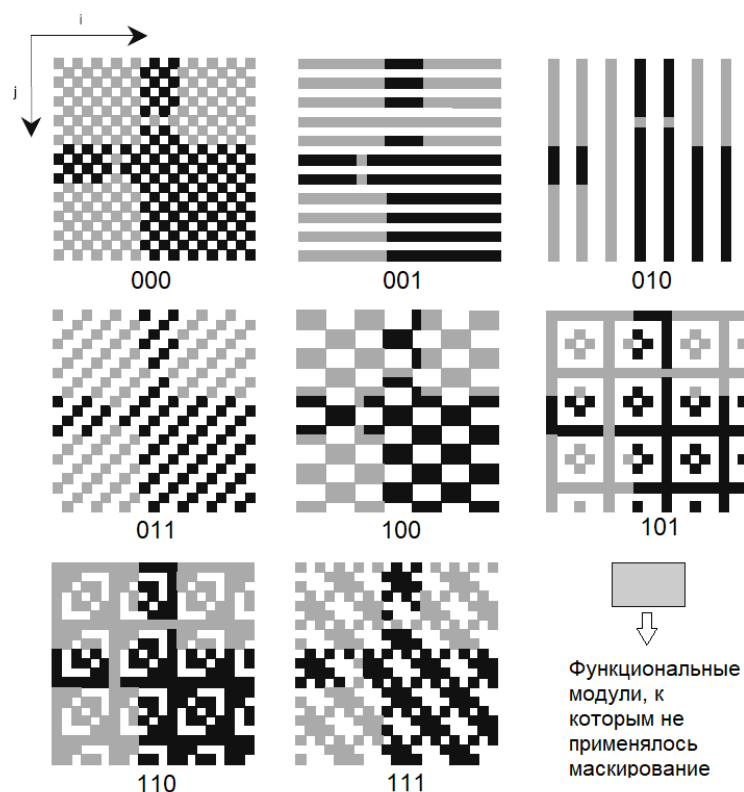 i
j
000
001
010
011
100
101
110
111
Функциональные
модули, к
которым не
применялось
маскирование